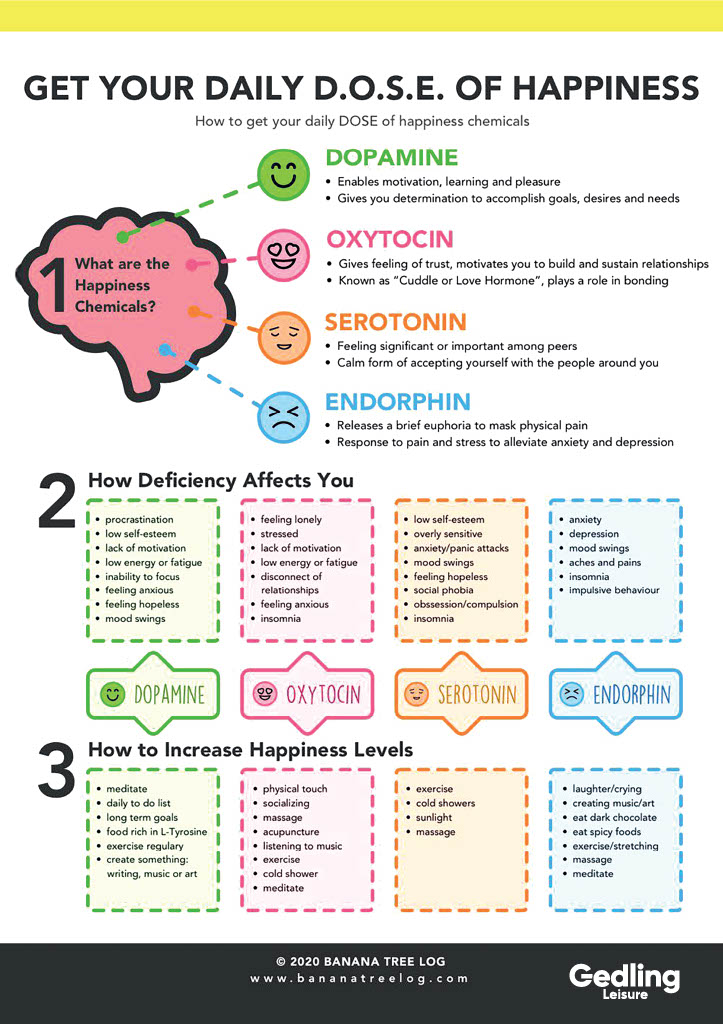 GET YOUR DAILY D.O.S.E. OF HAPPINESS
How to get your daily DOSE of happiness chemicals
1
What are the
Happiness
Chemicals?
DOPAMINE
• Enables motivation, learning and pleasure
• Gives you determination to accomplish goals, desires and needs
OXYTOCIN
• Gives feeling of trust, motivates you to build and sustain relationships
• Known as “Cuddle or Love Hormone”, plays a role in bonding
SEROTONIN
• Feeling significant or important among peers
• Calm form of accepting yourself with the people around you
ENDORPHIN
• Releases a brief euphoria to mask physical pain
• Response to pain and stress to alleviate anxiety and depression
2
How Deficiency Affects You
• procrastination
• low self-esteem
• lack of motivation
• low energy or fatigue
• inability to focus
• feeling anxious
• feeling hopeless
• mood swings
• feeling lonely
• stressed
• lack of motivation
• low energy or fatigue
• disconnect of
relationships
• feeling anxious
• insomnia
• low self-esteem
• overly sensitive
• anxiety/panic attacks
• mood swings
• feeling hopeless
• social phobia
• obssession/compulsion
• insomnia
• anxiety
• depression
• mood swings
• aches and pains
• insomnia
• impulsive behaviour
DOPAMINE
OXYTOCIN
SEROTONIN
ENDORPHIN
3
How to Increase Happiness Levels
• meditate
• daily to do list
• long term goals
• food rich in L-Tyrosine
• exercise regulary
• create something:
writing, music or art
• physical touch
• socializing
• massage
• acupuncture
• listening to music
• exercise
• cold shower
• meditate
• exercise
• cold showers
• sunlight
• massage
• laughter/crying
• creating music/art
• eat dark chocolate
• eat spicy foods
• exercise/stretching
• massage
• meditate
© 2020 BANANA TREE LOG
www.bananatreelog.com
Gedling
Leisure